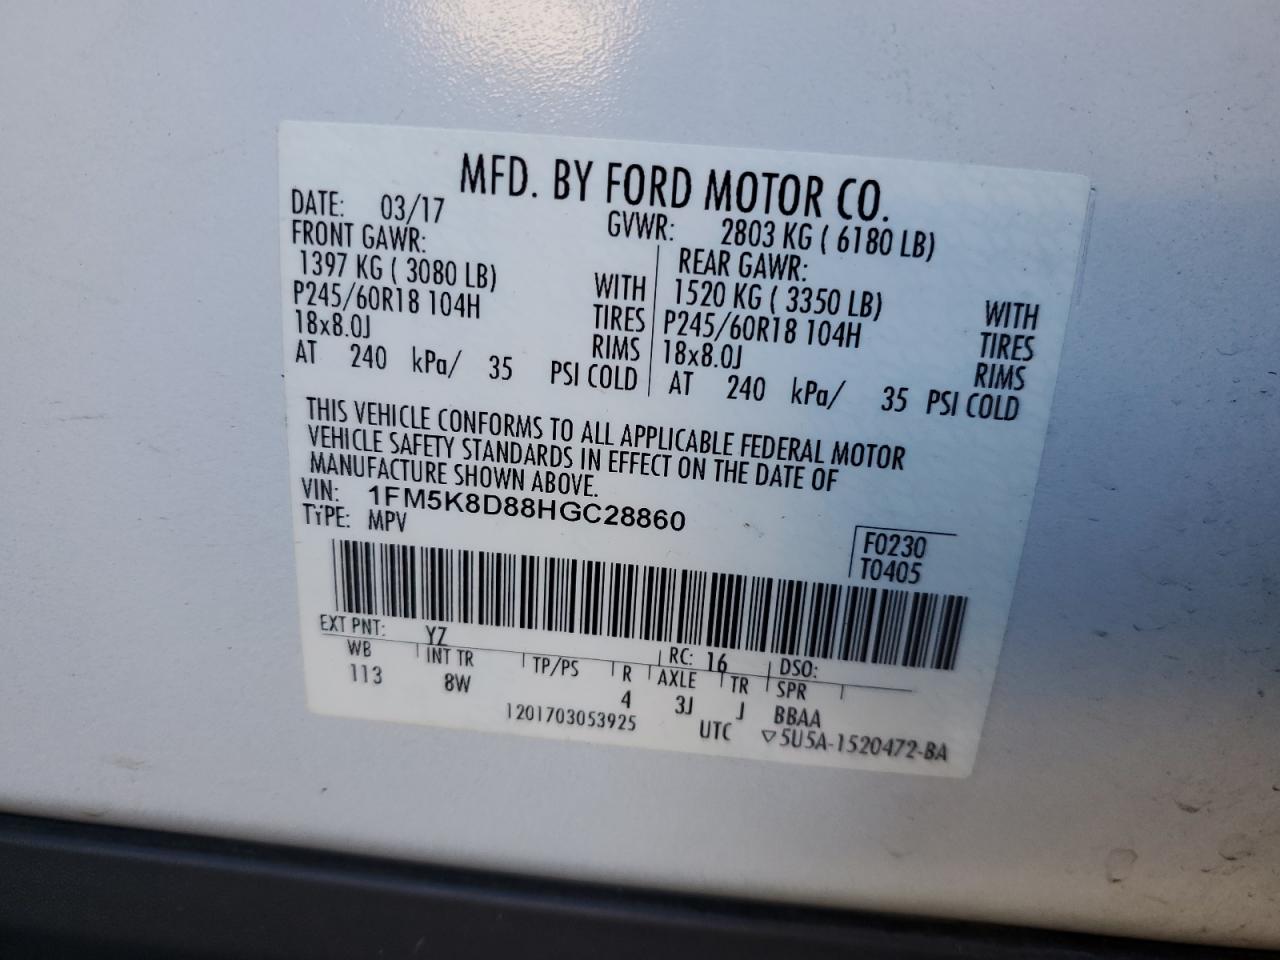 MFD. BY FORD MOTOR CO.
DATE: 03/17 GVWR: 2803 KG ( 6180 LB)
FRONT GAWR: REAR GAWR:
1397 KG ( 3080 LB) WITH 1520 KG ( 3350 LB) WITH
P245/60R18 104H TIRES P245/60R18 104H TIRES
18x8.0J RIMS 18x8.0J RIMS
AT 240 kPa/ 35 PSI COLD AT 240 kPa/ 35 PSI COLD
THIS VEHICLE CONFORMS TO ALL APPLICABLE FEDERAL MOTOR
VEHICLE SAFETY STANDARDS IN EFFECT ON THE DATE OF
MANUFACTURE SHOWN ABOVE.
VIN: 1FM5K8D88HGC28860
TYPE: MPV
F0230
T0405
EXT PNT: YZ RC: 16 DSO:
WB INT TR TP/PS R AXLE TR SPR
113 8W 4 3J J BBAA
1201703053925 UTC ▽5U5A-1520472-BA